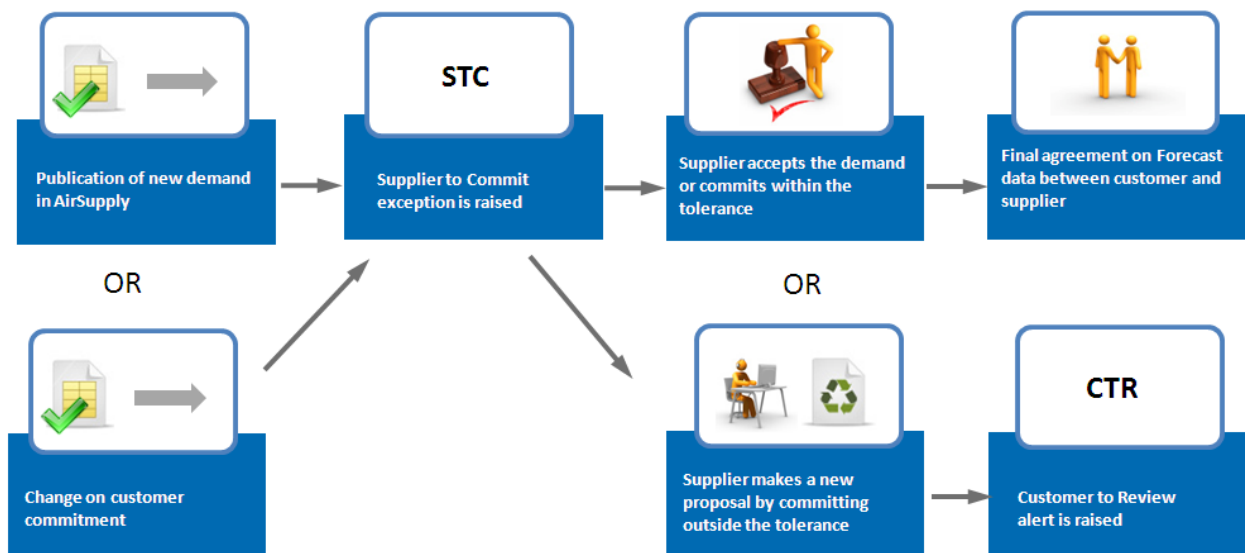 STC
Publication of new demand
in AirSupply
Supplier to Commit
exception is raised
Supplier accepts the demand
or commits within the
tolerance
Final agreement on Forecast
data between customer and
supplier
OR
OR
CTR
Change on customer
commitment
Supplier makes a new
proposal by committing
outside the tolerance
Customer to Review
alert is raised